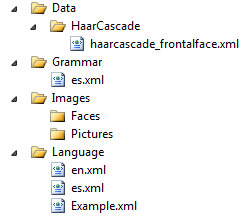 Data
HaarCascade
haarcascade_frontalface.xml
Grammar
es.xml
Images
Faces
Pictures
Language
en.xml
es.xml
Example.xml